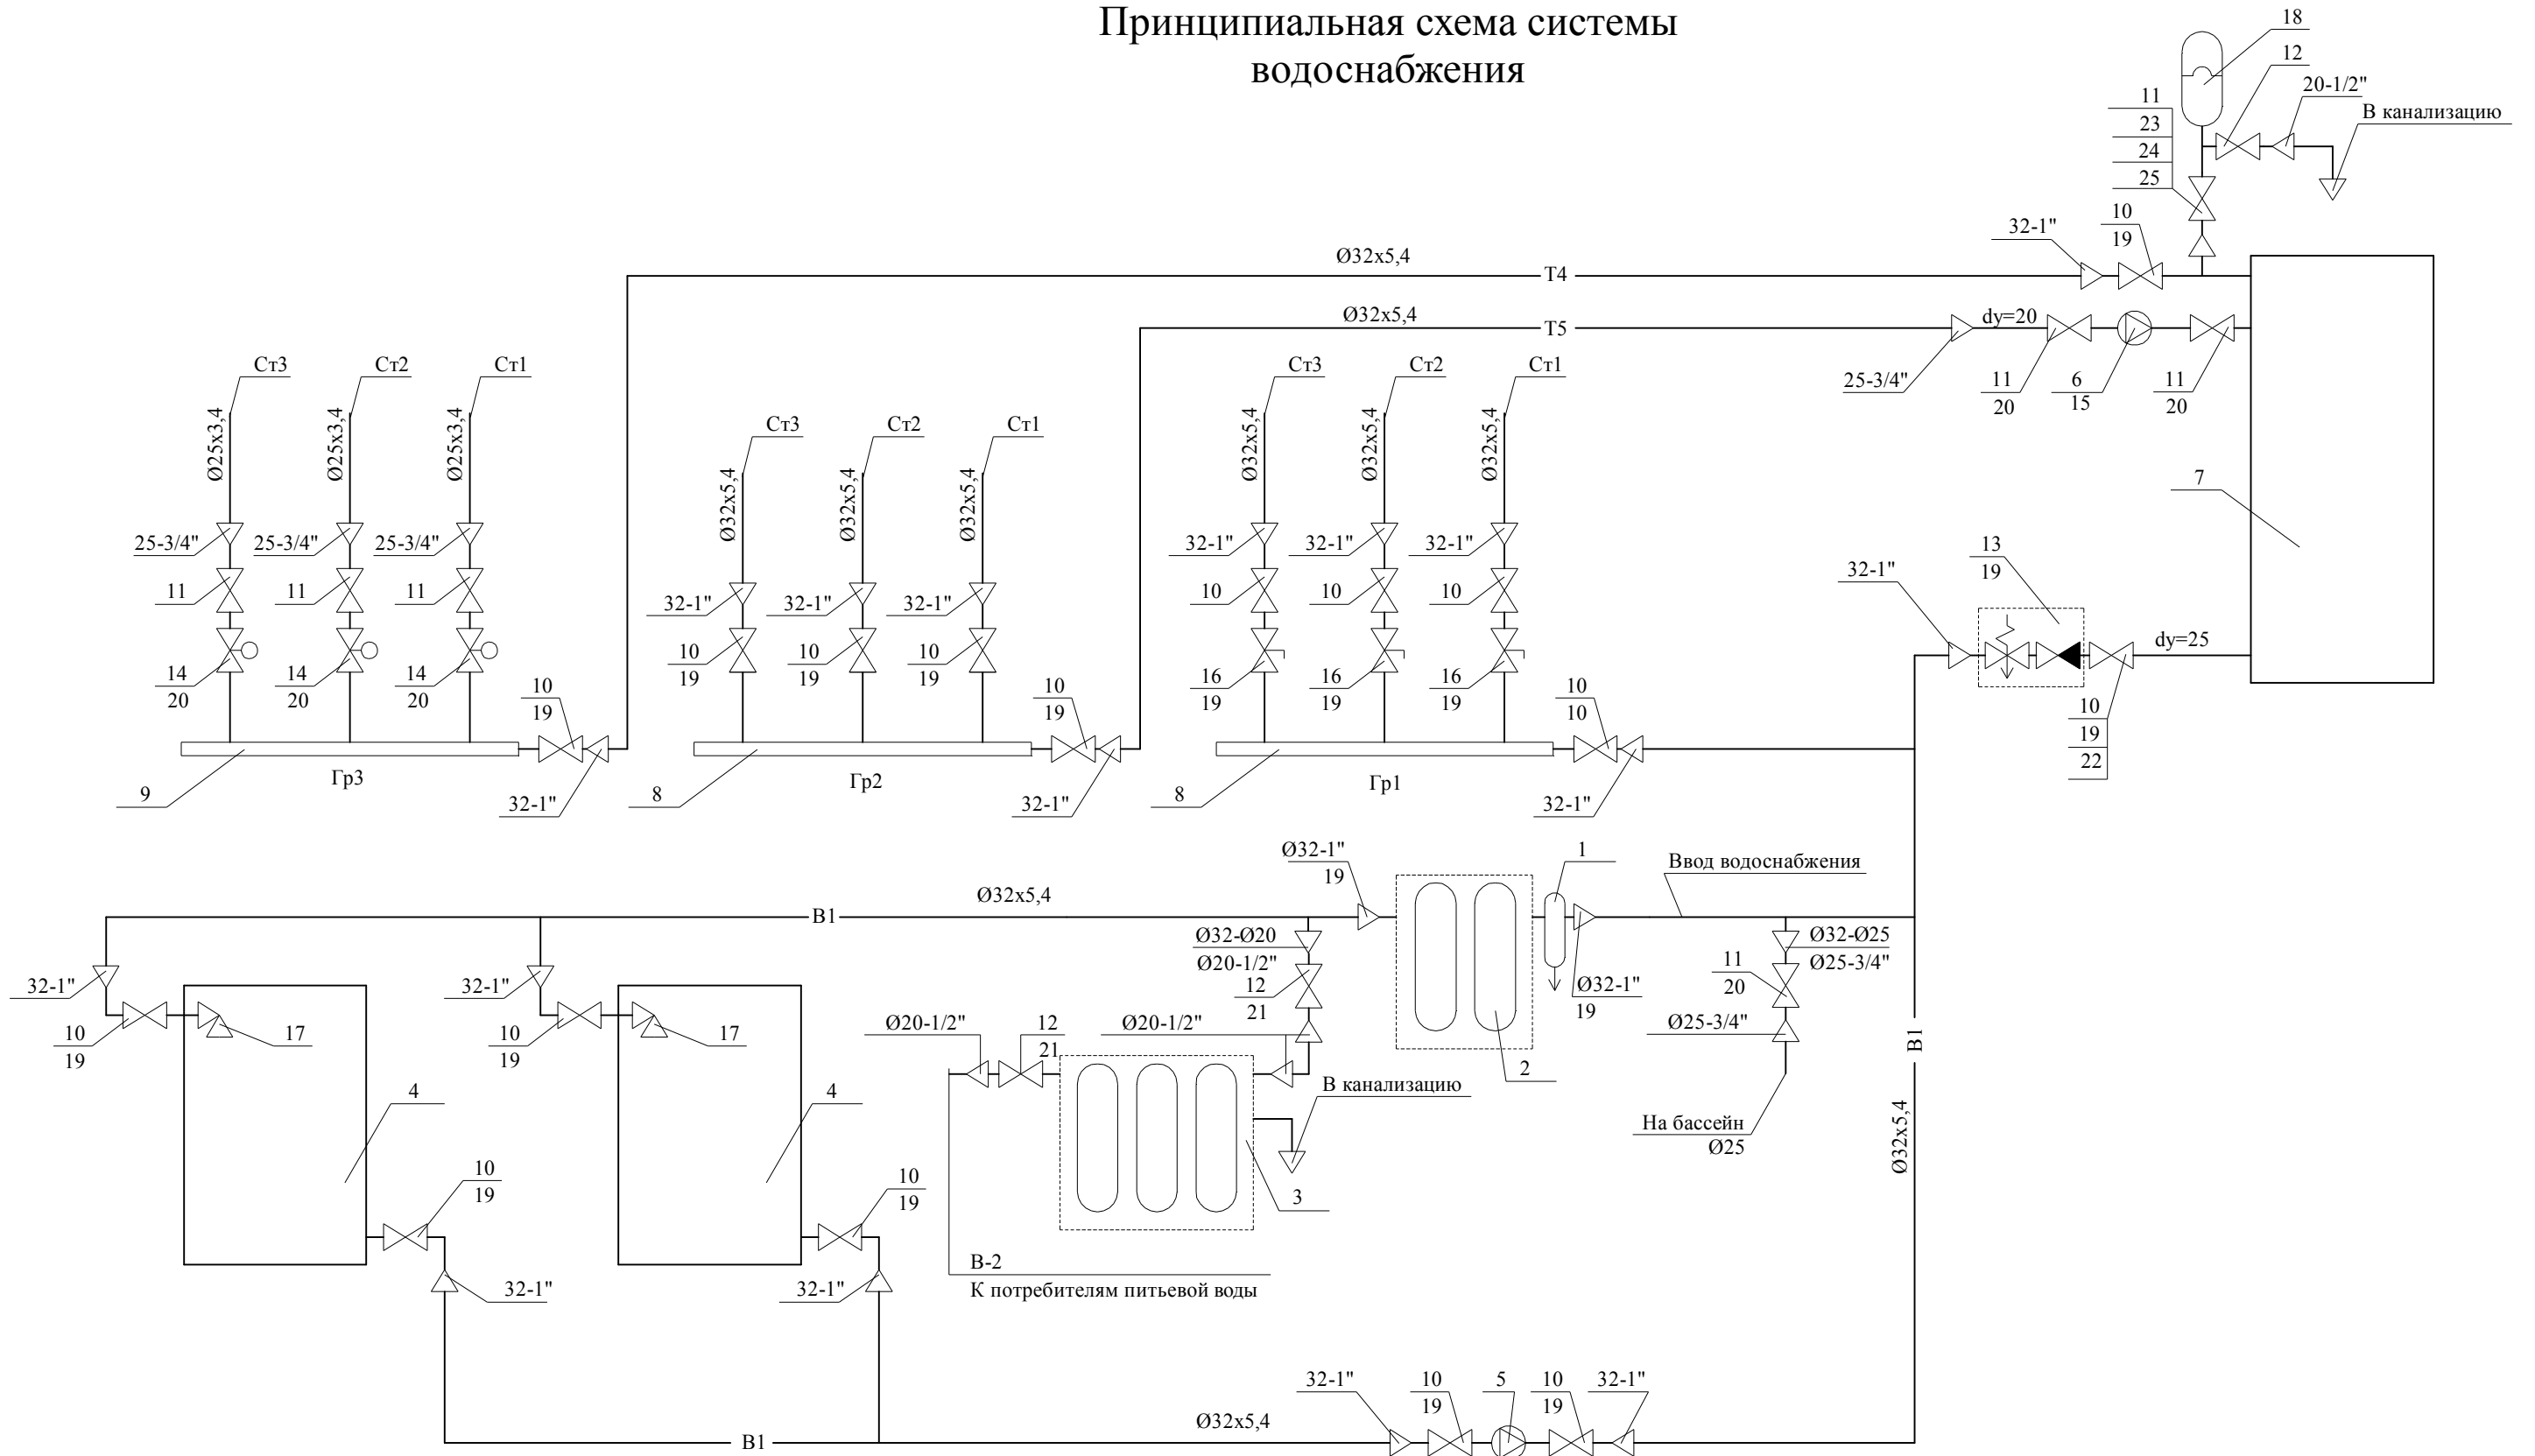 Принципиальная схема системы
водоснабжения
18
12
20-1/2"
В канализацию
11
23
24
25
10
19
32-1"
Ø32x5,4
Т4
Ø32x5,4
Т5
dy=20
25-3/4"
11
20
6
15
11
20
Ст3
Ст2
Ст1
Ø25x3,4
Ø25x3,4
Ø25x3,4
25-3/4"
25-3/4"
25-3/4"
11
11
11
14
20
14
20
14
20
10
19
32-1"
Гр3
9
Ст3
Ст2
Ст1
Ø32x5,4
Ø32x5,4
Ø32x5,4
32-1"
32-1"
32-1"
10
19
10
19
10
19
10
19
32-1"
Гр2
8
Ст3
Ст2
Ст1
Ø32x5,4
Ø32x5,4
Ø32x5,4
32-1"
32-1"
32-1"
10
10
10
16
19
16
19
16
19
10
10
32-1"
Гр1
8
7
13
19
32-1"
dy=25
10
19
22
Ø32-1"
19
1
Ввод водоснабжения
Ø32x5,4
В1
Ø32-Ø20
Ø20-1/2"
12
21
Ø32-1"
19
2
Ø32-Ø25
Ø25-3/4"
11
20
Ø25-3/4"
На бассейн
Ø25
В1
Ø32x5,4
32-1"
10
19
17
4
10
19
32-1"
32-1"
10
19
17
4
10
19
32-1"
Ø20-1/2"
12
21
Ø20-1/2"
В канализацию
3
В-2
К потребителям питьевой воды
32-1"
10
19
5
10
19
32-1"
Ø32x5,4
В1